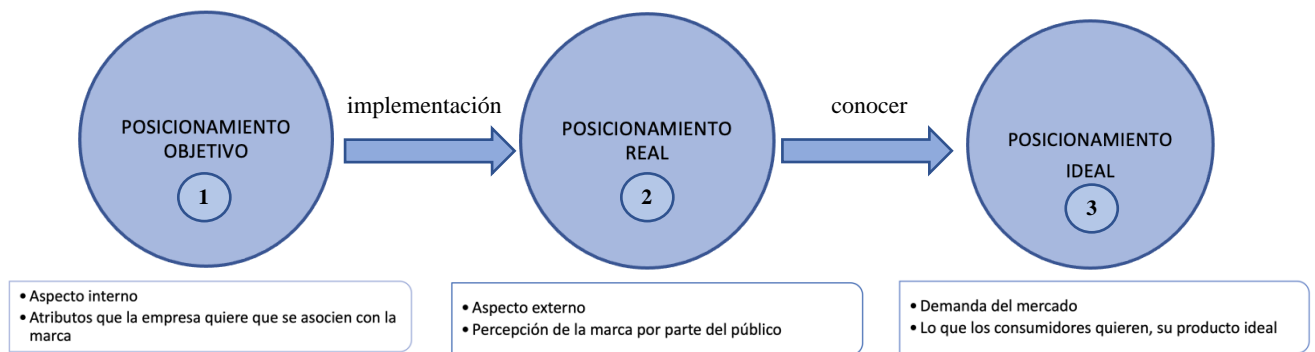 POSICIONAMIENTO
OBJETIVO
1
implementación
POSICIONAMIENTO
REAL
2
conocer
POSICIONAMIENTO
IDEAL
3
• Aspecto interno
• Atributos que la empresa quiere que se asocien con la
marca
• Aspecto externo
• Percepción de la marca por parte del público
• Demanda del mercado
• Lo que los consumidores quieren, su producto ideal